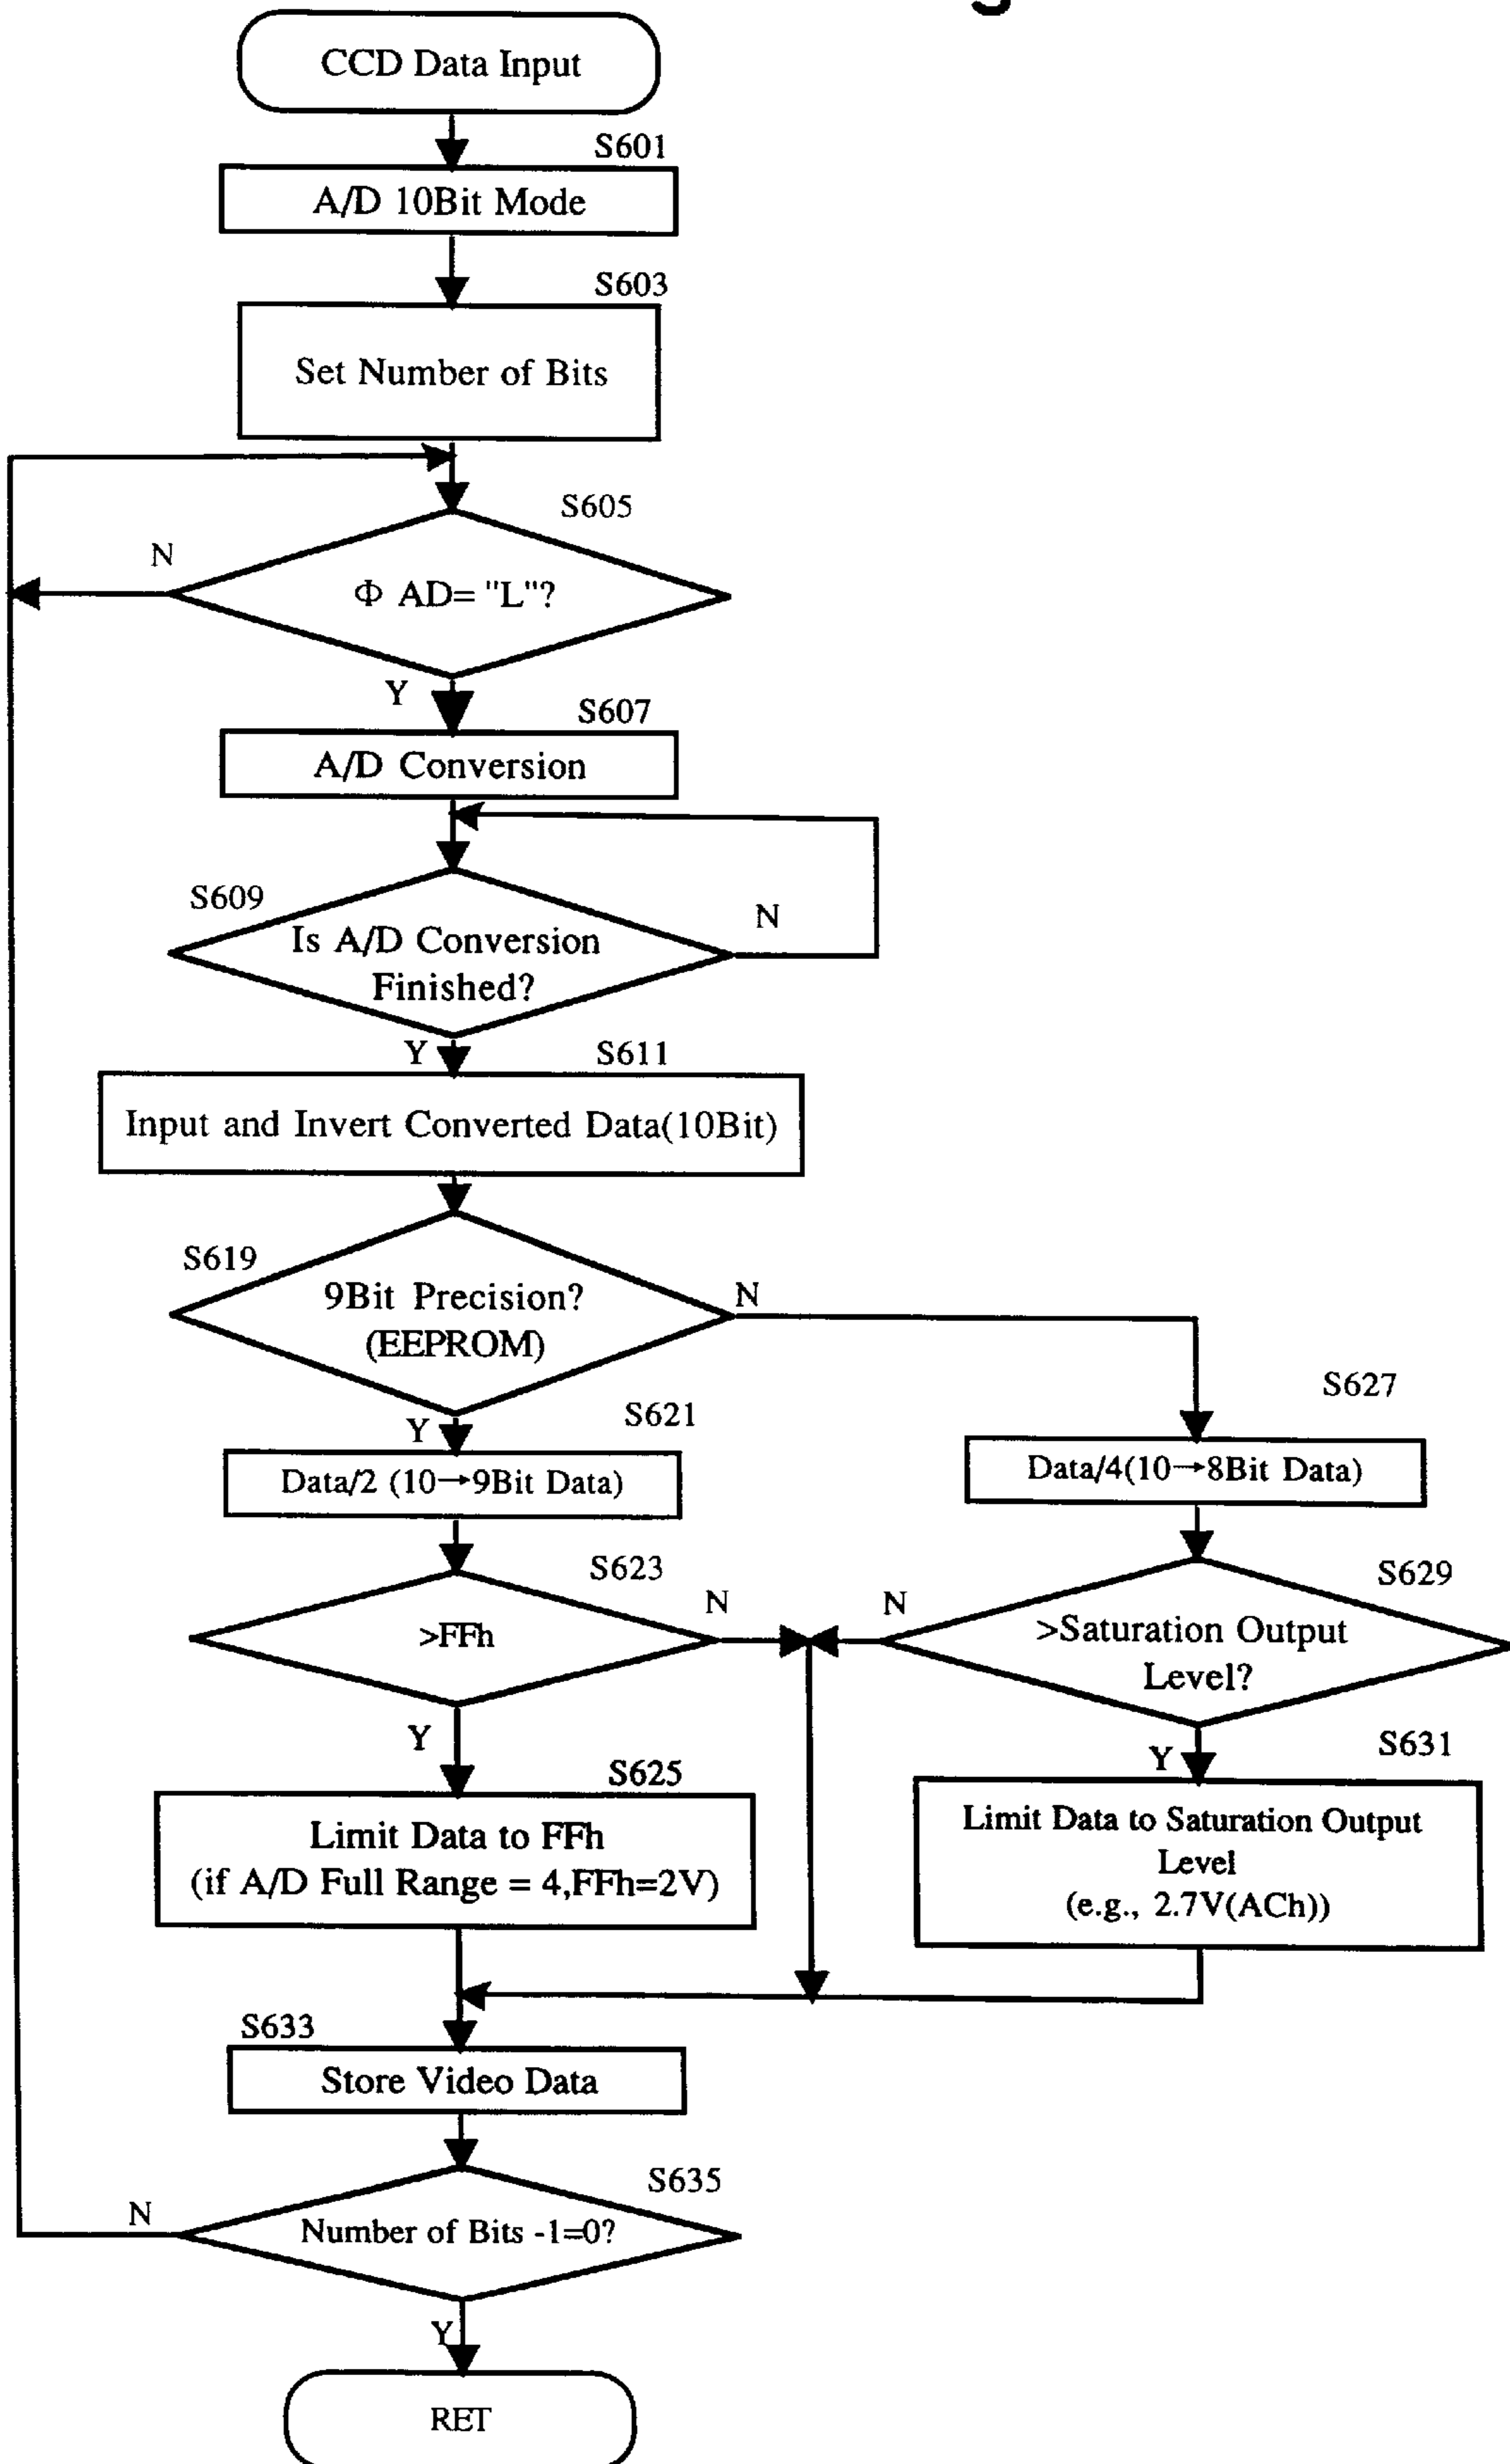 CCD Data Input
S601
A/D 10Bit Mode
S603
Set Number of Bits
S605
N
Φ AD= "L"?
Y
S607
A/D Conversion
S609
N
Is A/D Conversion
Finished?
Y
S611
Input and Invert Converted Data(10Bit)
S619
N
9Bit Precision?
(EEPROM)
S627
Y
S621
Data/2 (10→9Bit Data)
Data/4(10→8Bit Data)
S623
S629
N
N
>FFh
>Saturation Output
Level?
Y
S625
Y
S631
Limit Data to FFh
(if A/D Full Range = 4,FFh=2V)
Limit Data to Saturation Output
Level
(e.g., 2.7V(ACh))
S633
Store Video Data
S635
N
Number of Bits -1=0?
Y
RET